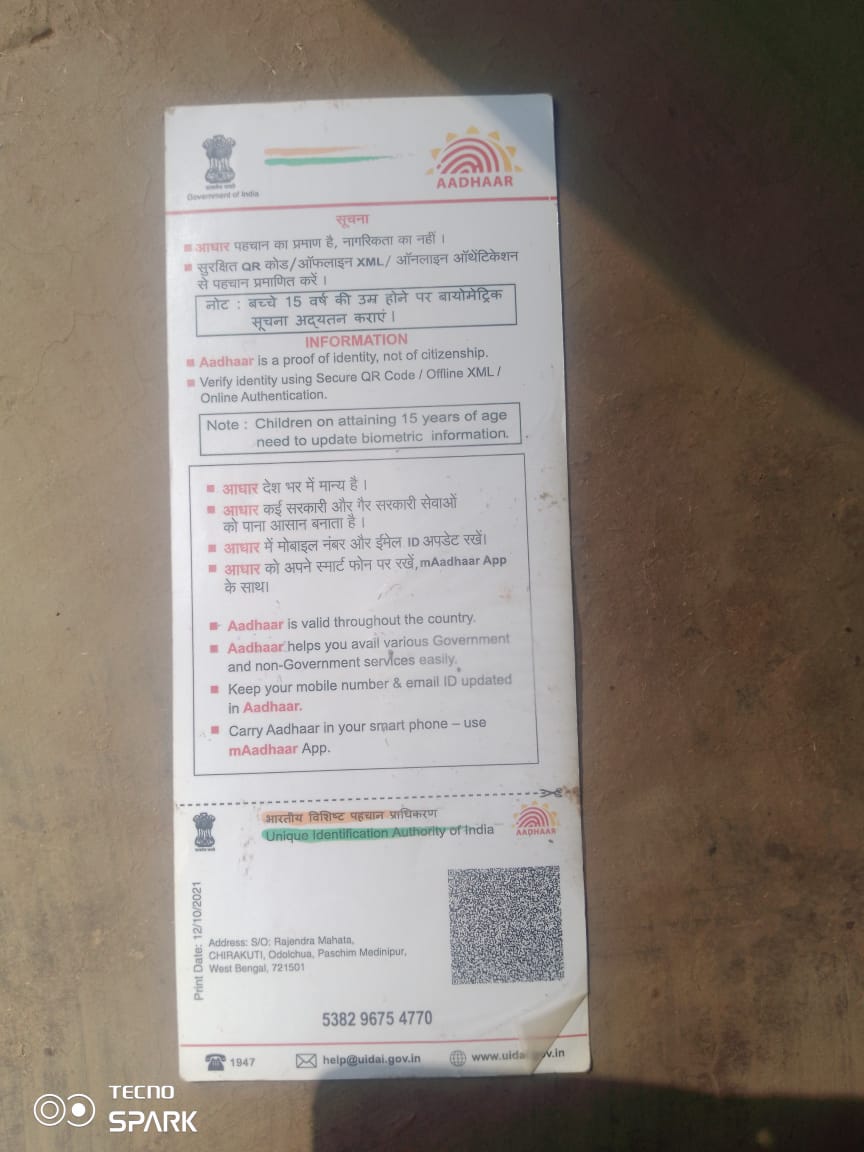 Government of India
AADHAAR
सूचना
आधार पहचान का प्रमाण है, नागरिकता का नहीं ।
सुरक्षित QR कोड/ऑफलाइन XML/ ऑनलाइन ऑथेंटिकेशन
से पहचान प्रमाणित करें ।
नोट : बच्चे 15 वर्ष की उम्र होने पर बायोमेट्रिक
सूचना अद्यतन कराएं ।
INFORMATION
Aadhaar is a proof of identity, not of citizenship.
Verify identity using Secure QR Code / Offline XML /
Online Authentication.
Note : Children on attaining 15 years of age
need to update biometric information.
आधार देश भर में मान्य है ।
आधार कई सरकारी और गैर सरकारी सेवाओं
को पाना आसान बनाता है ।
आधार में मोबाइल नंबर और ईमेल ID अपडेट रखें।
आधार को अपने स्मार्ट फोन पर रखें, mAadhaar App
के साथ।
Aadhaar is valid throughout the country.
Aadhaar helps you avail various Government
and non-Government services easily.
Keep your mobile number & email ID updated
in Aadhaar.
Carry Aadhaar in your smart phone – use
mAadhaar App.
भारतीय विशिष्ट पहचान प्राधिकरण
Unique Identification Authority of India
AADHAAR
Print Date: 12/10/2021
Address: S/O: Rajendra Mahata,
CHIRAKUTI, Odolchua, Paschim Medinipur,
West Bengal, 721501
5382 9675 4770
1947
help@uidai.gov.in
TECNO
SPARK